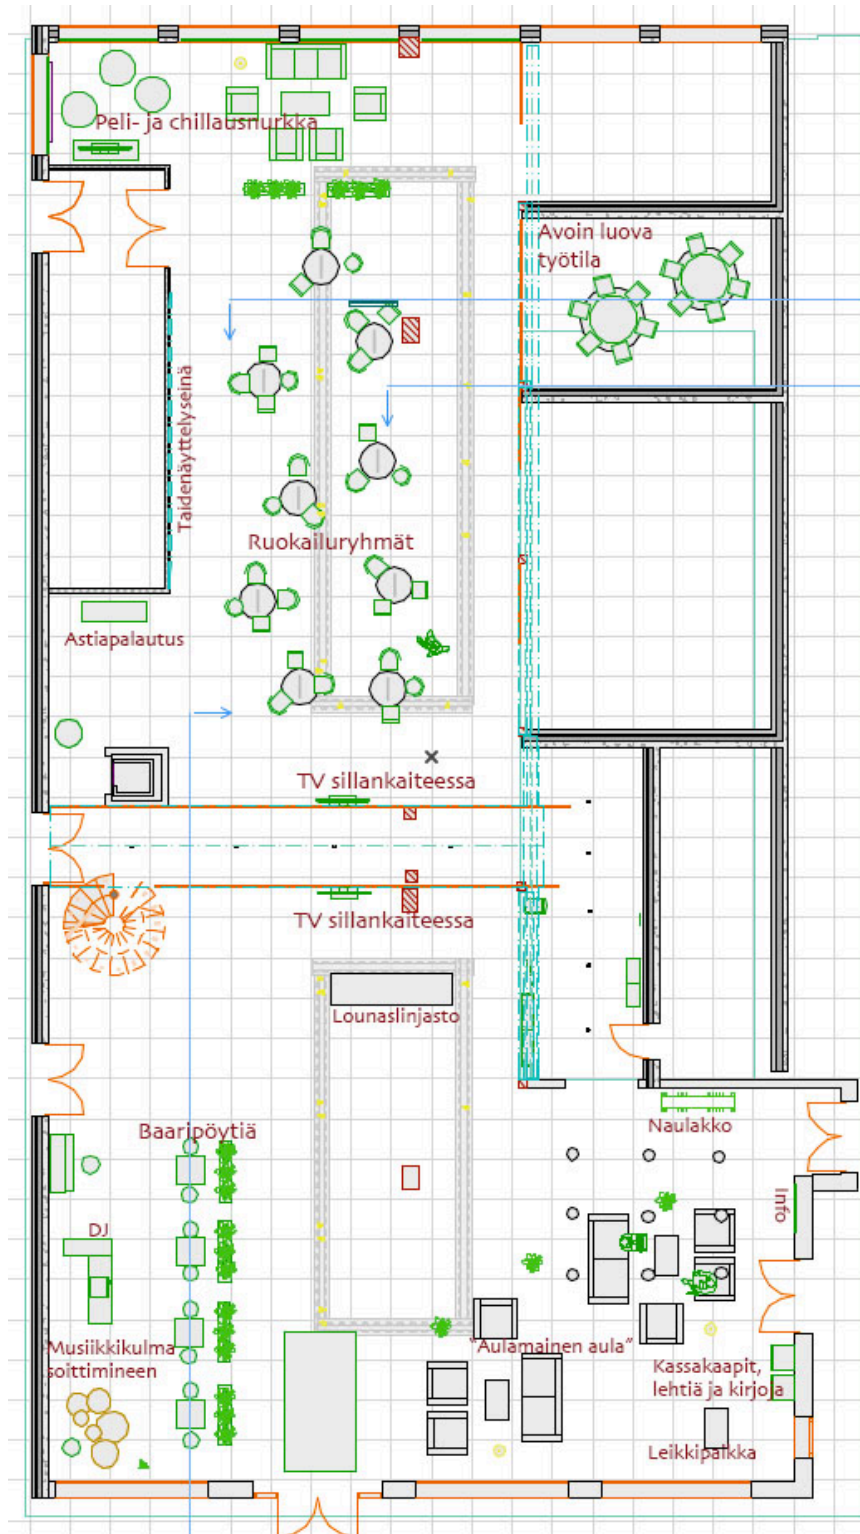 Peli- ja chillausnurkka
Avoin luova
työtila
Taidenäyttelyseinä
Ruokailuryhmät
Astiapalautus
TV sillankaiteessa
TV sillankaiteessa
Lounaslinjasto
Naulakko
Baaripöytiä
Info
DJ
Musiikkikulma
soittimineen
"Aulamainen aula"
Kassakaapit,
lehtiä ja kirjoja
Leikkipaikka